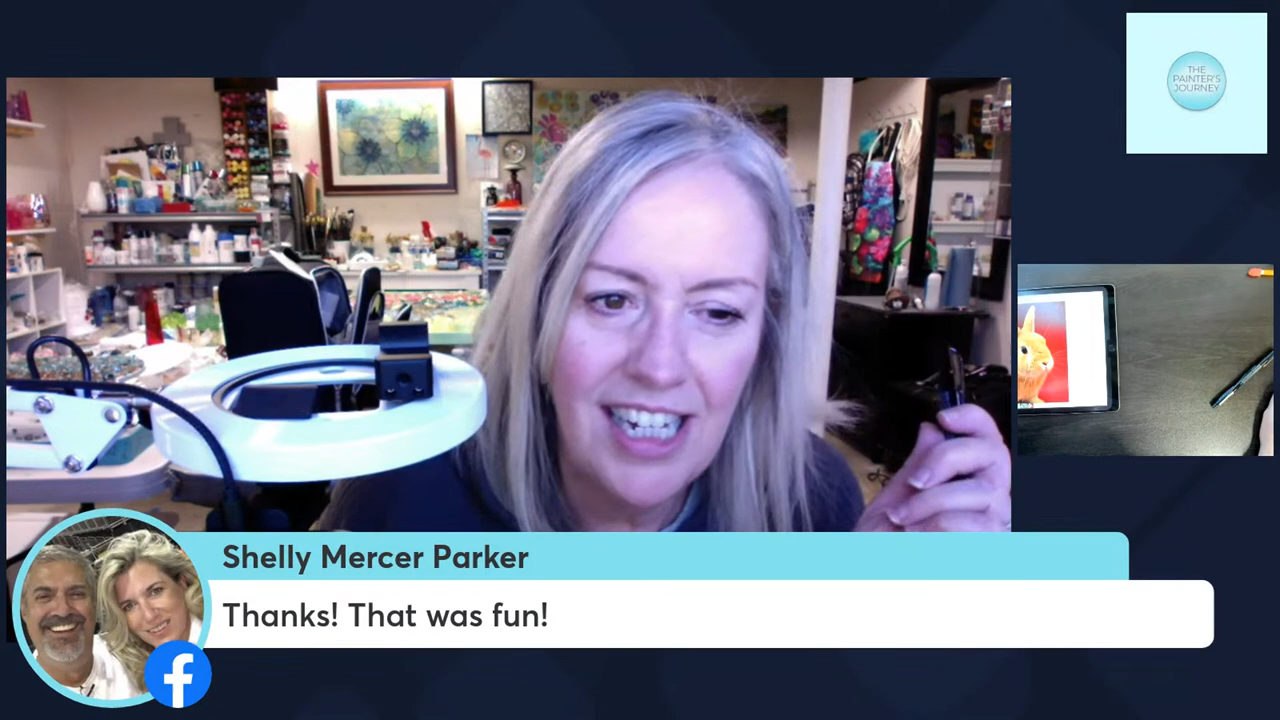 THE
PAINTER'S
JOURNEY
Shelly Mercer Parker
Thanks! That was fun!